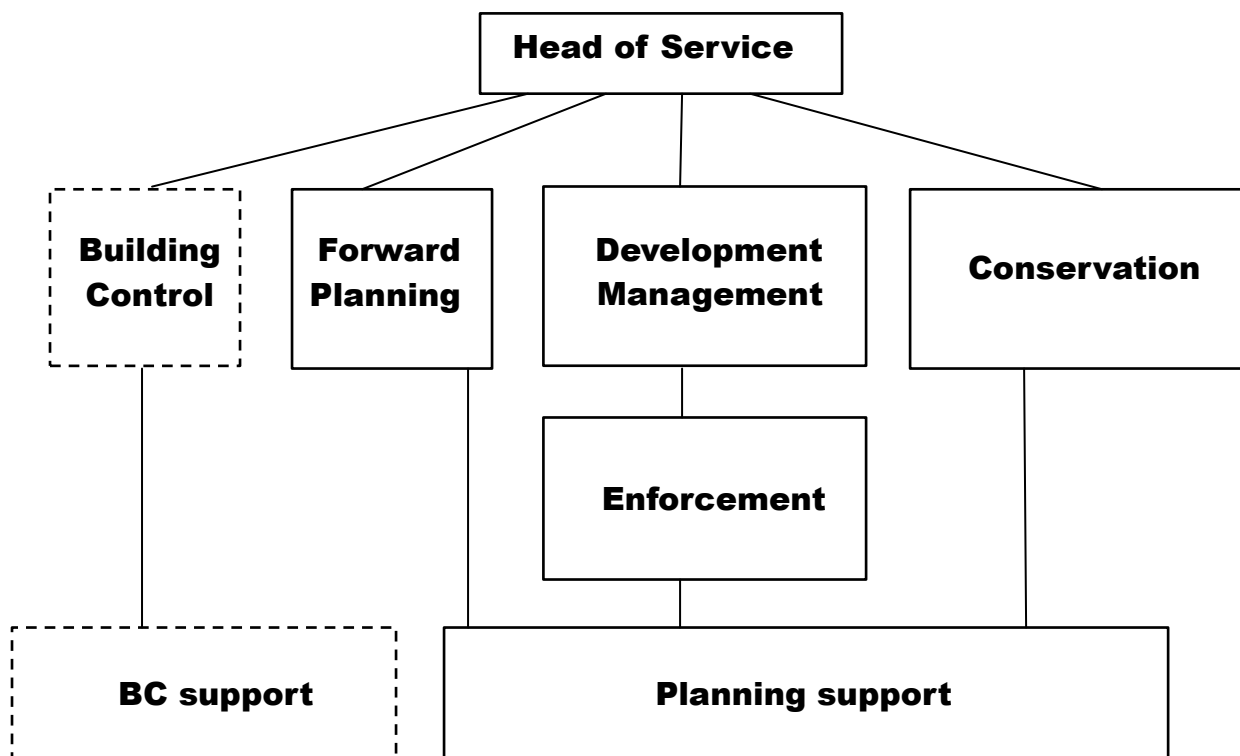 Head of Service
Building
Control
Forward
Planning
Development
Management
Conservation
Enforcement
BC support
Planning support